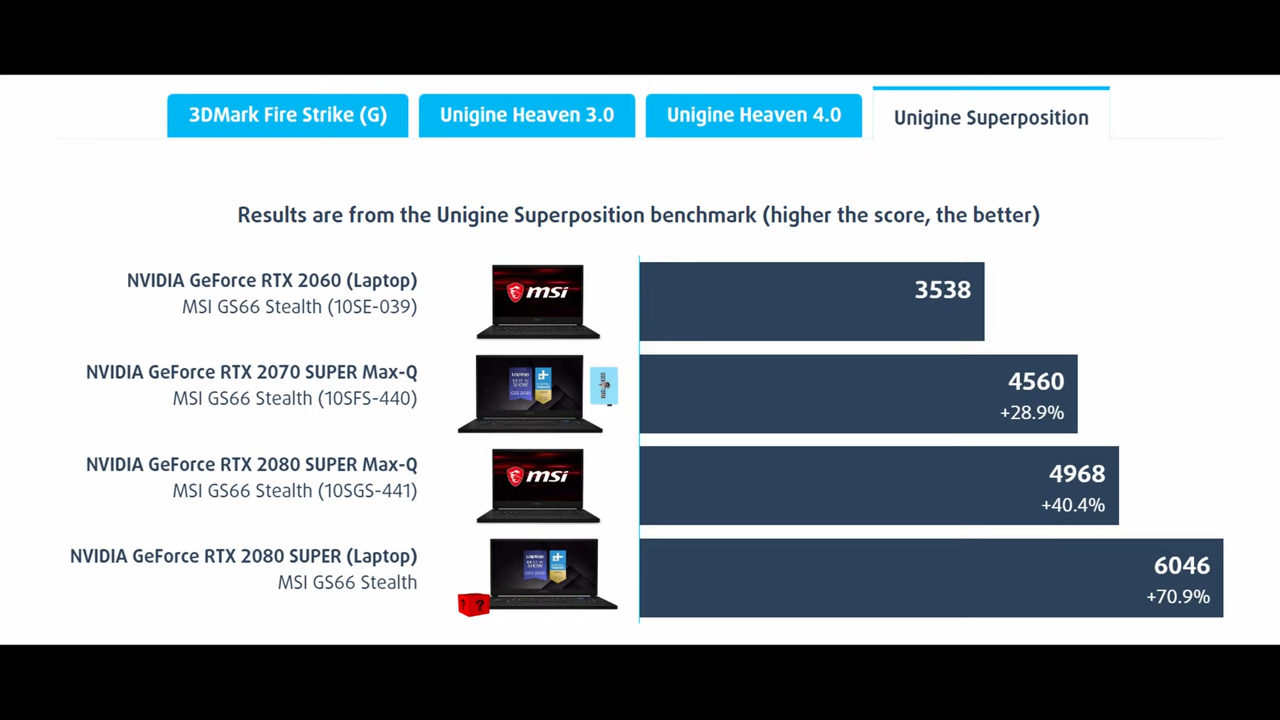 3DMark Fire Strike (G)
Unigine Heaven 3.0
Unigine Heaven 4.0
Unigine Superposition
Results are from the Unigine Superposition benchmark (higher the score, the better)
NVIDIA GeForce RTX 2060 (Laptop)
MSI GS66 Stealth (10SE-039)
msi
3538
NVIDIA GeForce RTX 2070 SUPER Max-Q
MSI GS66 Stealth (10SFS-440)
4560
+28.9%
NVIDIA GeForce RTX 2080 SUPER Max-Q
MSI GS66 Stealth (10SGS-441)
msi
4968
+40.4%
NVIDIA GeForce RTX 2080 SUPER (Laptop)
MSI GS66 Stealth
Laptop
BEST IN
SHOW
?
6046
+70.9%